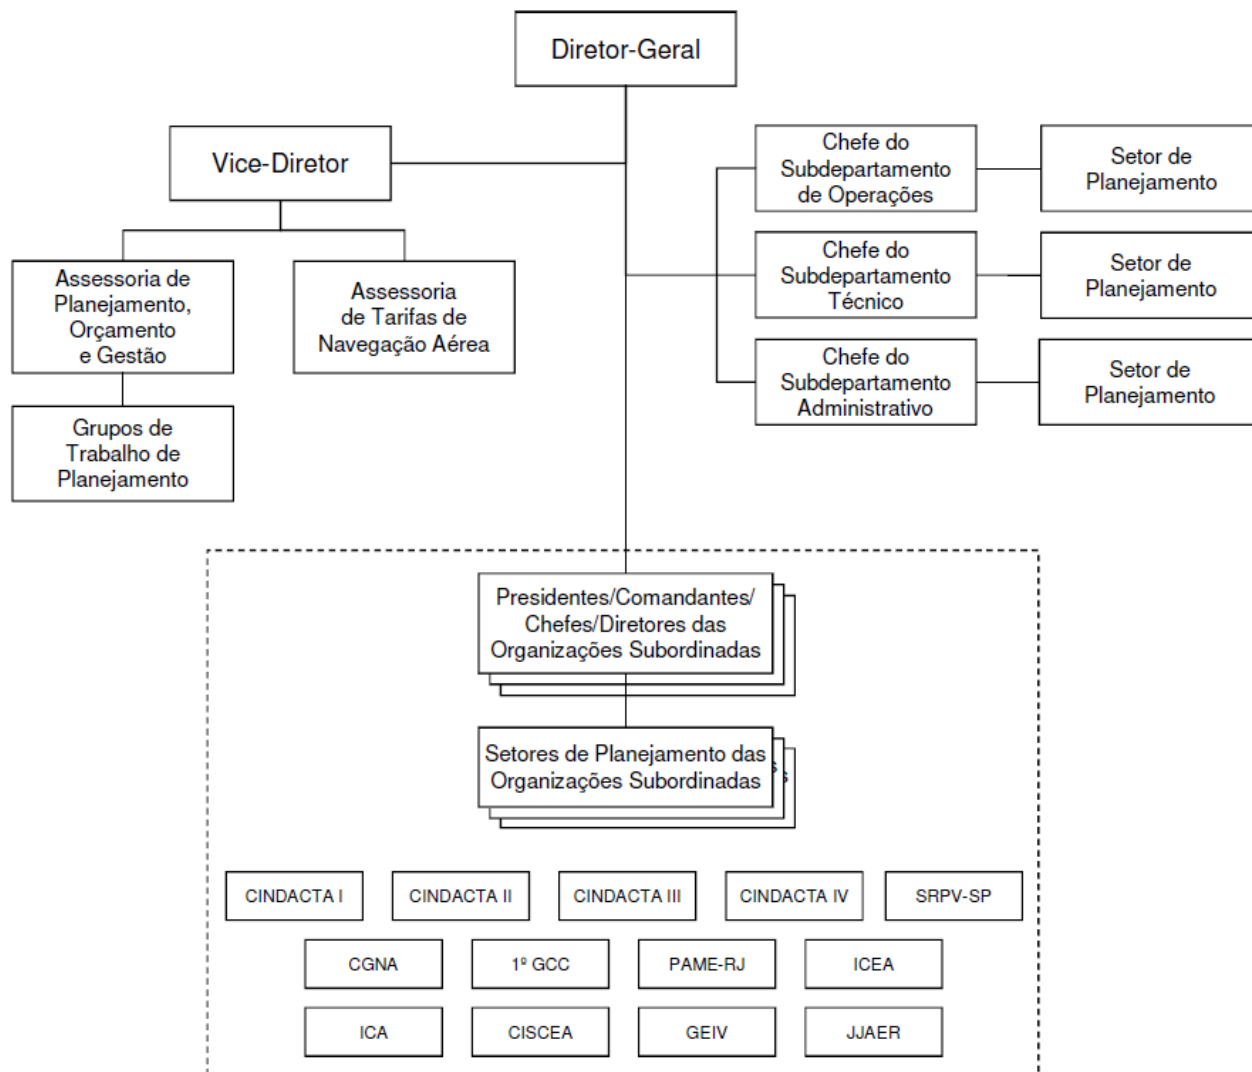 Diretor-Geral
Vice-Diretor
Chefe do
Subdepartamento
de Operações
Setor de
Planejamento
Assessoria de
Planejamento,
Orçamento
e Gestão
Assessoria
de Tarifas de
Navegação Aérea
Chefe do
Subdepartamento
Técnico
Setor de
Planejamento
Chefe do
Subdepartamento
Administrativo
Setor de
Planejamento
Grupos de
Trabalho de
Planejamento
Presidentes/Comandantes/
Chefes/Diretores das
Organizações Subordinadas
Setores de Planejamento das
Organizações Subordinadas
CINDACTA I
CINDACTA II
CINDACTA III
CINDACTA IV
SRPV-SP
CGNA
1º GCC
PAME-RJ
ICEA
ICA
CISCEA
GEIV
JJAER